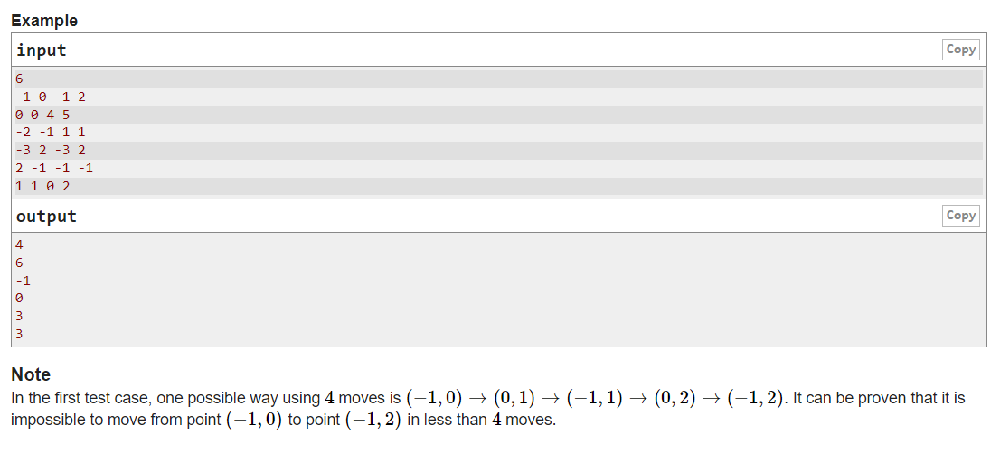 Example
input
Copy
6
-1 0 -1 2
0 0 4 5
-2 -1 1 1
-3 2 -3 2
2 -1 -1 -1
1 1 0 2
output
Copy
4
6
-1
0
3
3
Note
In the first test case, one possible way using 4 moves is (−1, 0) → (0, 1) → (−1, 1) → (0, 2) → (−1, 2). It can be proven that it is
impossible to move from point (−1, 0) to point (−1, 2) in less than 4 moves.